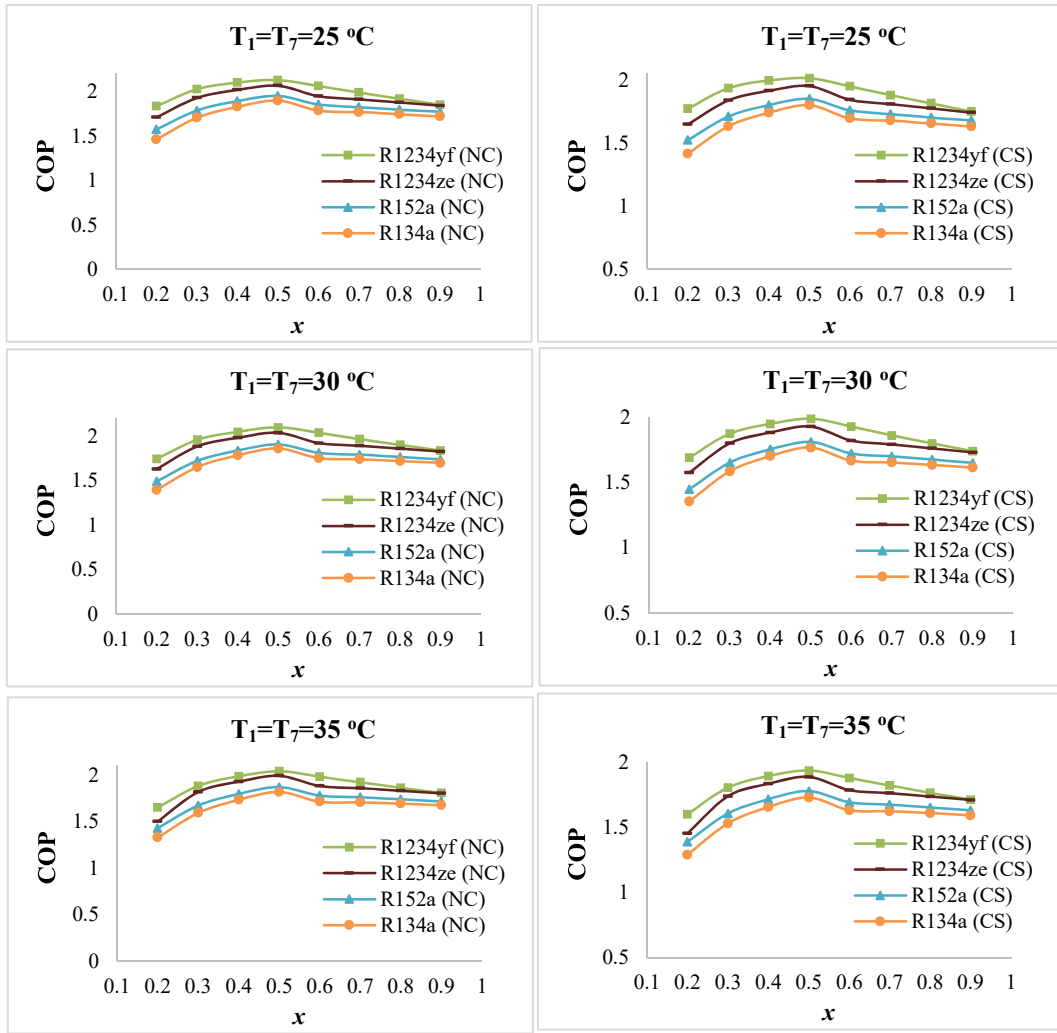 T₁=T₇=25 ºC
COP
2
1.5
1
0.5
0
R1234yf (NC)
R1234ze (NC)
R152a (NC)
R134a (NC)
0.1 0.2 0.3 0.4 0.5 0.6 0.7 0.8 0.9 1
x
T₁=T₇=25 ºC
COP
2
1.5
1
0.5
R1234yf (CS)
R1234ze (CS)
R152a (CS)
R134a (CS)
0.1 0.2 0.3 0.4 0.5 0.6 0.7 0.8 0.9 1
x
T₁=T₇=30 ºC
COP
2
1.5
1
0.5
0
R1234yf (NC)
R1234ze (NC)
R152a (NC)
R134a (NC)
0.1 0.2 0.3 0.4 0.5 0.6 0.7 0.8 0.9 1
x
T₁=T₇=30 ºC
COP
2
1.5
1
0.5
R1234yf (CS)
R1234ze (CS)
R152a (CS)
R134a (CS)
0.1 0.2 0.3 0.4 0.5 0.6 0.7 0.8 0.9 1
x
T₁=T₇=35 ºC
COP
2
1.5
1
0.5
0
R1234yf (NC)
R1234ze (NC)
R152a (NC)
R134a (NC)
0.1 0.2 0.3 0.4 0.5 0.6 0.7 0.8 0.9 1
x
T₁=T₇=35 ºC
COP
2
1.5
1
0.5
R1234yf (CS)
R1234ze (CS)
R152a (CS)
R134a (CS)
0.1 0.2 0.3 0.4 0.5 0.6 0.7 0.8 0.9 1
x